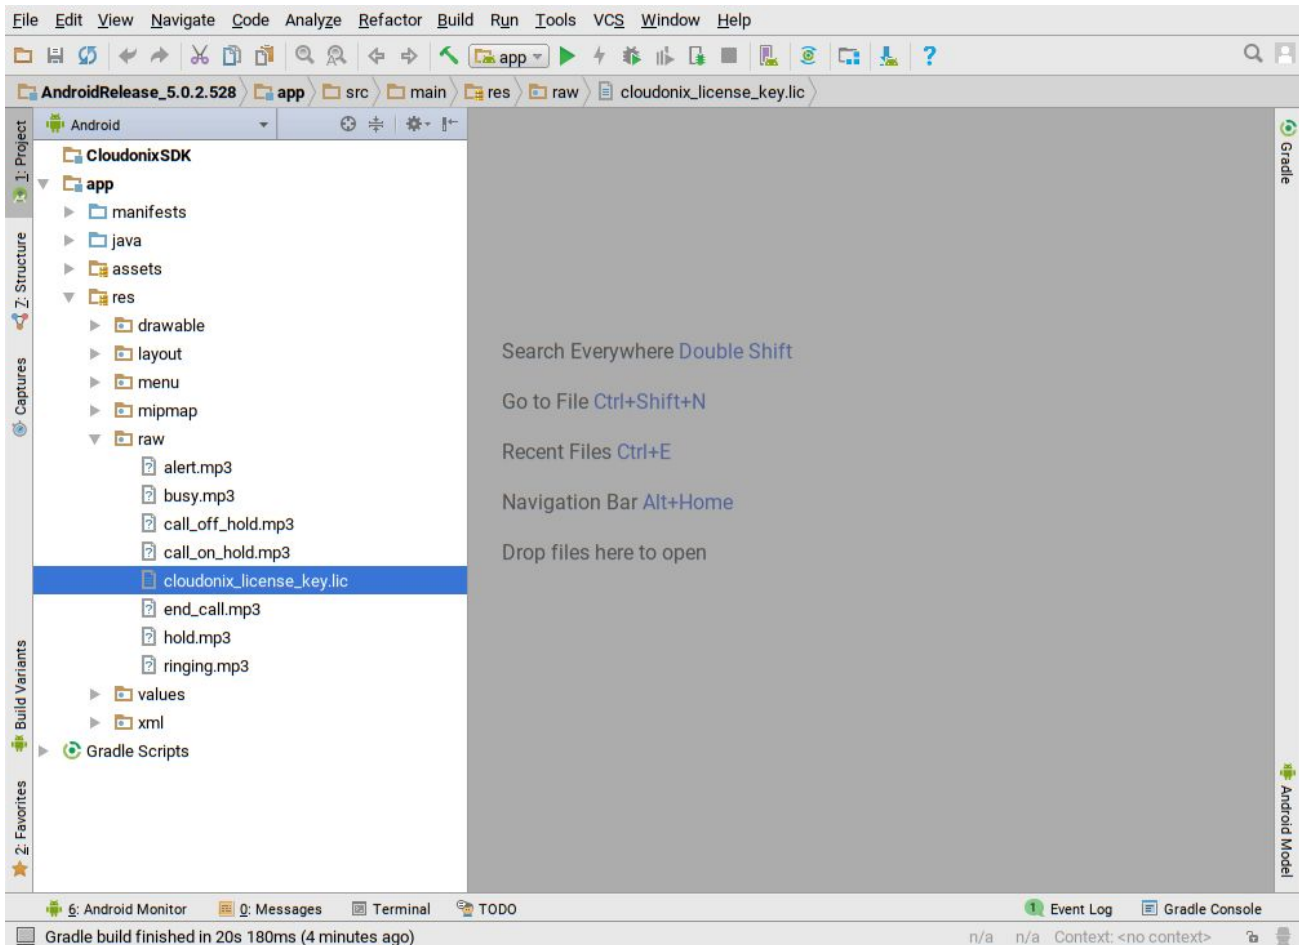 File Edit View Navigate Code Analyze Refactor Build Run Tools VCS Window Help
app
AndroidRelease_5.0.2.528 app src main res raw cloudonix_license_key.lic
Android
CloudonixSDK
app
manifests
java
assets
res
drawable
layout
menu
mipmap
raw
alert.mp3
busy.mp3
call_off_hold.mp3
call_on_hold.mp3
cloudonix_license_key.lic
end_call.mp3
hold.mp3
ringing.mp3
values
xml
Gradle Scripts
1: Project
7: Structure
Captures
Build Variants
2: Favorites
Search Everywhere Double Shift
Go to File Ctrl+Shift+N
Recent Files Ctrl+E
Navigation Bar Alt+Home
Drop files here to open
Gradle
Android Model
6: Android Monitor 0: Messages Terminal TODO 1 Event Log Gradle Console
Gradle build finished in 20s 180ms (4 minutes ago) n/a n/a Context: <no context>